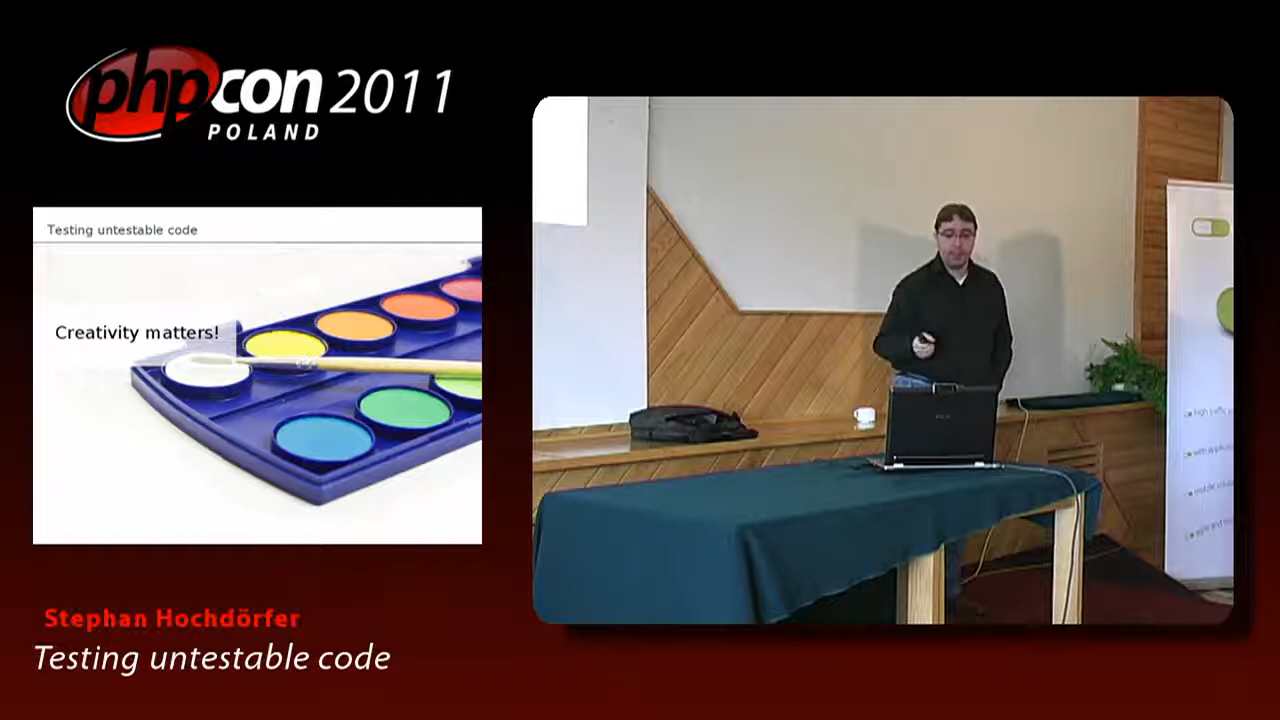 phpcon 2011
POLAND
Testing untestable code
Creativity matters!
Stephan Hochdörfer
Testing untestable code